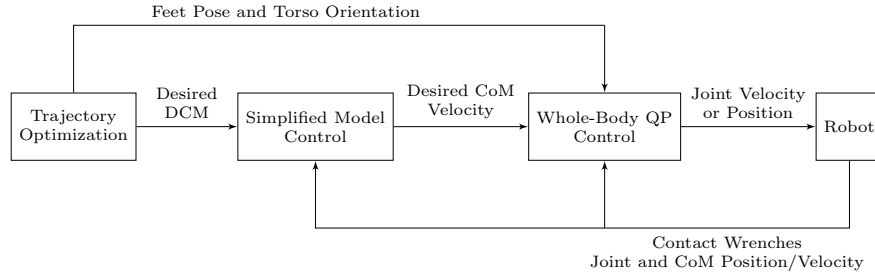 Feet Pose and Torso Orientation
Trajectory
Optimization
Desired
DCM
Simplified Model
Control
Desired CoM
Velocity
Whole-Body QP
Control
Joint Velocity
or Position
Robot
Contact Wrenches
Joint and CoM Position/Velocity